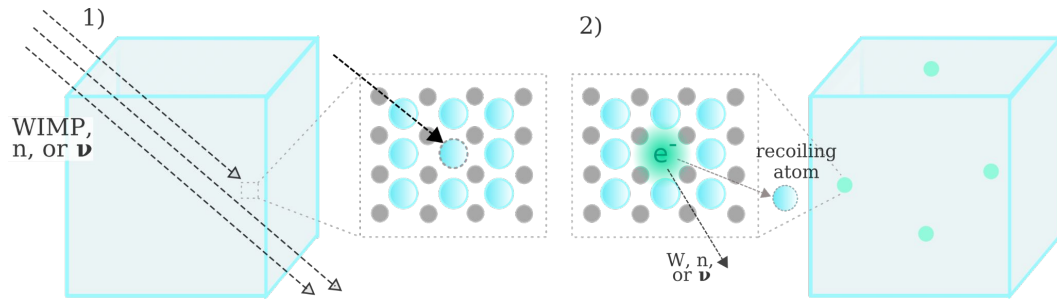 1)
WIMP,
n, or ν
2)
e⁻
recoiling
atom
W, n,
or ν